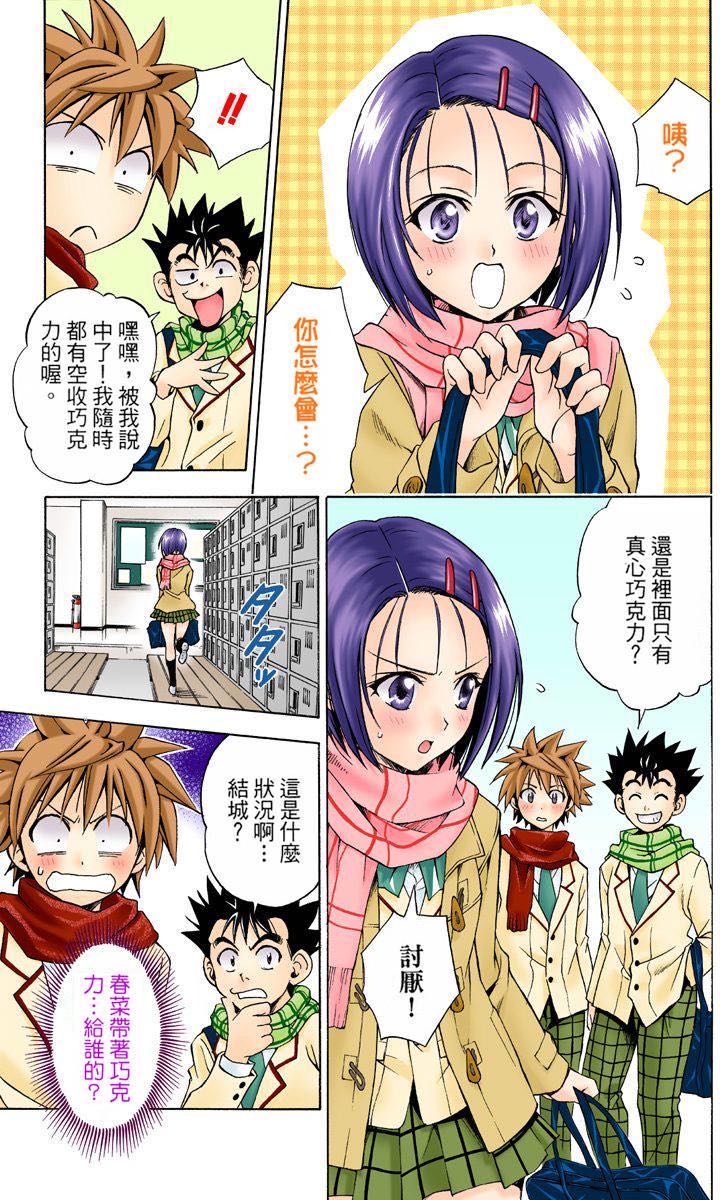 咦？
你怎麼會…？
!!
嘿嘿，被我說
中了！我隨時
都有空收巧克
力的喔。
還是裡面只有
真心巧克力？
討厭！
タタタッ
這是什麼
狀況啊…
結城？
春菜帶著巧克
力…給誰的？